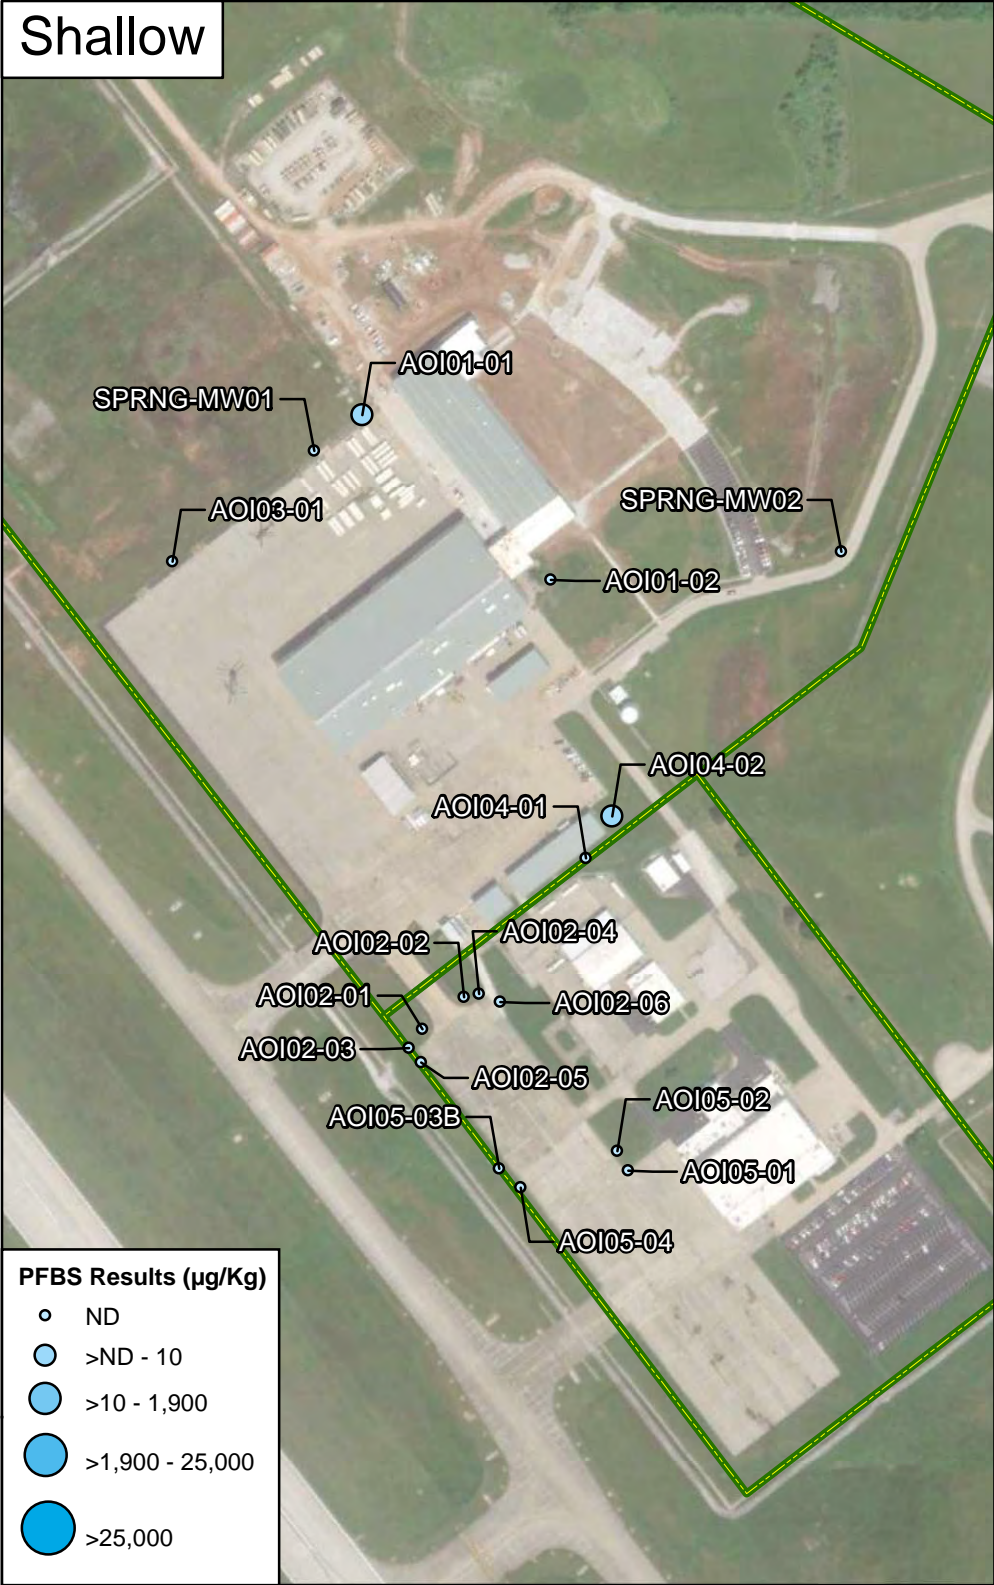 Shallow
AOI01-01
SPRNG-MW01
SPRNG-MW02
AOI03-01
AOI01-02
AOI04-02
AOI04-01
AOI02-04
AOI02-02
AOI02-01
AOI02-06
AOI02-03
AOI02-05
AOI05-02
AOI05-03B
AOI05-01
AOI05-04
PFBS Results (µg/Kg)
ND
>ND - 10
>10 - 1,900
>1,900 - 25,000
>25,000